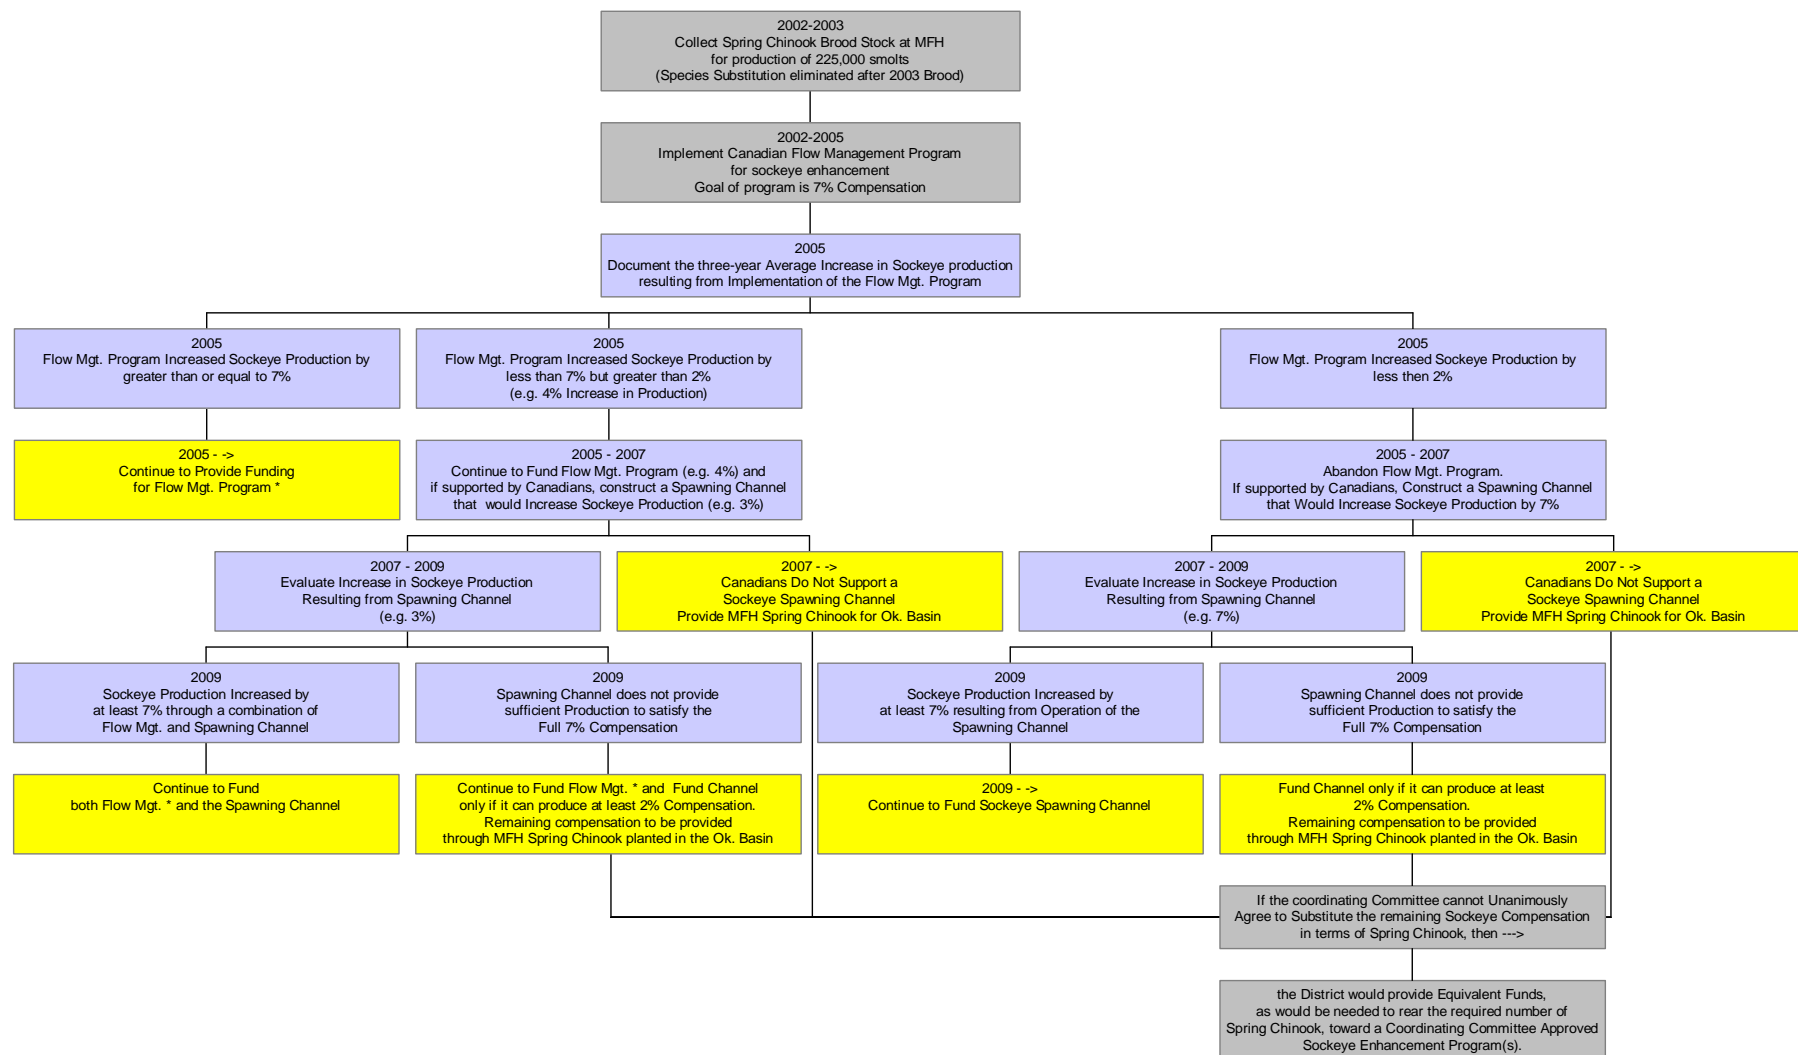 2002-2003
Collect Spring Chinook Brood Stock at MFH
for production of 225,000 smolts
(Species Substitution eliminated after 2003 Brood)
2002-2005
Implement Canadian Flow Management Program
for sockeye enhancement
Goal of program is 7% Compensation
2005
Document the three-year Average Increase in Sockeye production
resulting from Implementation of the Flow Mgt. Program
2005
Flow Mgt. Program Increased Sockeye Production by
greater than or equal to 7%
2005
Flow Mgt. Program Increased Sockeye Production by
less than 7% but greater than 2%
(e.g. 4% Increase in Production)
2005
Flow Mgt. Program Increased Sockeye Production by
less then 2%
2005 - ->
Continue to Provide Funding
for Flow Mgt. Program *
2005 - 2007
Continue to Fund Flow Mgt. Program (e.g. 4%) and
if supported by Canadians, construct a Spawning Channel
that would Increase Sockeye Production (e.g. 3%)
2005 - 2007
Abandon Flow Mgt. Program.
If supported by Canadians, Construct a Spawning Channel
that Would Increase Sockeye Production by 7%
2007 - 2009
Evaluate Increase in Sockeye Production
Resulting from Spawning Channel
(e.g. 3%)
2007 - ->
Canadians Do Not Support a
Sockeye Spawning Channel
Provide MFH Spring Chinook for Ok. Basin
2007 - 2009
Evaluate Increase in Sockeye Production
Resulting from Spawning Channel
(e.g. 7%)
2007 - ->
Canadians Do Not Support a
Sockeye Spawning Channel
Provide MFH Spring Chinook for Ok. Basin
2009
Sockeye Production Increased by
at least 7% through a combination of
Flow Mgt. and Spawning Channel
2009
Spawning Channel does not provide
sufficient Production to satisfy the
Full 7% Compensation
2009
Sockeye Production Increased by
at least 7% resulting from Operation of the
Spawning Channel
2009
Spawning Channel does not provide
sufficient Production to satisfy the
Full 7% Compensation
Continue to Fund
both Flow Mgt. * and the Spawning Channel
Continue to Fund Flow Mgt. * and Fund Channel
only if it can produce at least 2% Compensation.
Remaining compensation to be provided
through MFH Spring Chinook planted in the Ok. Basin
2009 - ->
Continue to Fund Sockeye Spawning Channel
Fund Channel only if it can produce at least
2% Compensation.
Remaining compensation to be provided
through MFH Spring Chinook planted in the Ok. Basin
If the coordinating Committee cannot Unanimously
Agree to Substitute the remaining Sockeye Compensation
in terms of Spring Chinook, then --->
the District would provide Equivalent Funds,
as would be needed to rear the required number of
Spring Chinook, toward a Coordinating Committee Approved
Sockeye Enhancement Program(s).